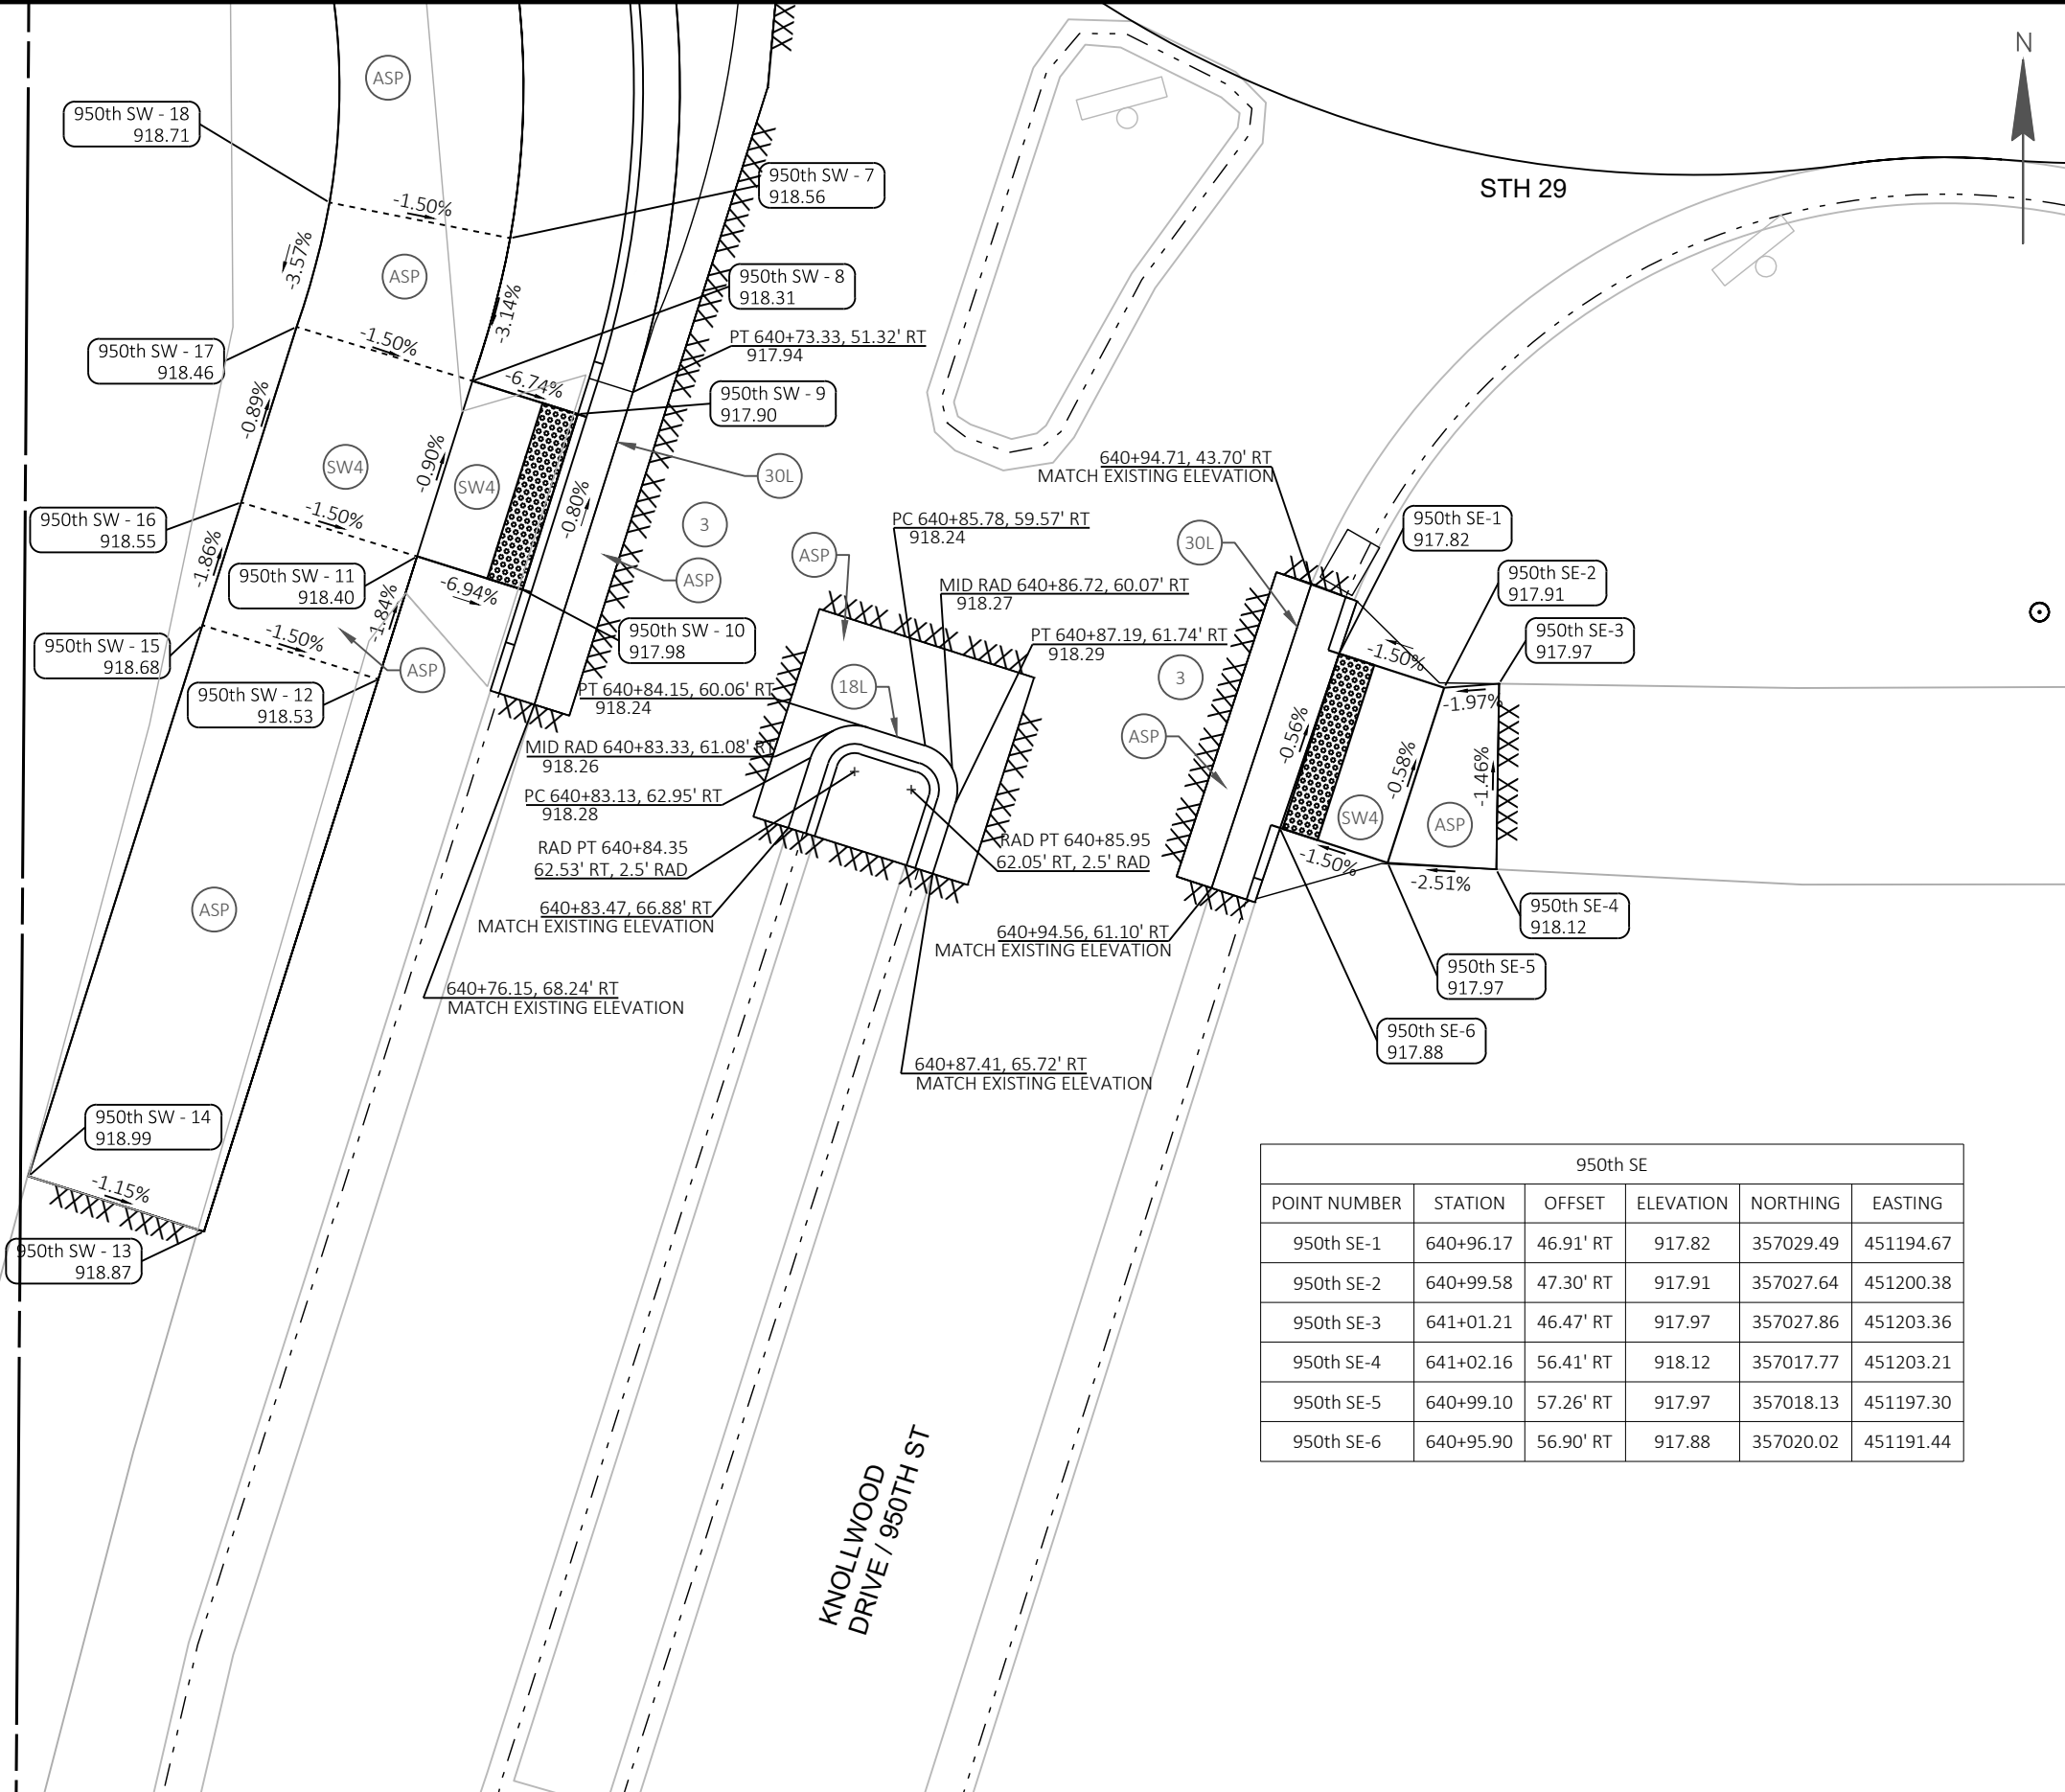 N
STH 29
ASP
950th SW - 18
918.71
-1.50%
950th SW - 7
918.56
-3.57%
ASP
-3.14%
950th SW - 8
918.31
950th SW - 17
918.46
-1.50%
PT 640+73.33, 51.32' RT
917.94
-6.74%
950th SW - 9
917.90
-0.89%
-0.90%
SW4
SW4
30L
-0.80%
3
ASP
950th SW - 16
918.55
-1.50%
-1.86%
950th SW - 11
918.40
-6.94%
-1.84%
950th SW - 15
918.68
-1.50%
950th SW - 10
917.98
ASP
950th SW - 12
918.53
ASP
950th SW - 14
918.99
-1.15%
950th SW - 13
918.87
ASP
18L
PC 640+85.78, 59.57' RT
918.24
MID RAD 640+86.72, 60.07' RT
918.27
PT 640+87.19, 61.74' RT
918.29
PT 640+84.15, 60.06' RT
918.24
MID RAD 640+83.33, 61.08' RT
918.26
PC 640+83.13, 62.95' RT
918.28
RAD PT 640+84.35
62.53' RT, 2.5' RAD
RAD PT 640+85.95
62.05' RT, 2.5' RAD
640+83.47, 66.88' RT
MATCH EXISTING ELEVATION
640+76.15, 68.24' RT
MATCH EXISTING ELEVATION
640+87.41, 65.72' RT
MATCH EXISTING ELEVATION
640+94.71, 43.70' RT
MATCH EXISTING ELEVATION
30L
3
ASP
640+94.56, 61.10' RT
MATCH EXISTING ELEVATION
950th SE-1
917.82
950th SE-2
917.91
950th SE-3
917.97
-1.50%
-1.97%
-0.56%
-0.58%
-1.46%
SW4
ASP
-1.50%
-2.51%
950th SE-4
918.12
950th SE-5
917.97
950th SE-6
917.88
KNOLLWOOD
DRIVE / 950TH ST
950th SE
POINT NUMBER STATION OFFSET ELEVATION NORTHING EASTING
950th SE-1 640+96.17 46.91' RT 917.82 357029.49 451194.67
950th SE-2 640+99.58 47.30' RT 917.91 357027.64 451200.38
950th SE-3 641+01.21 46.47' RT 917.97 357027.86 451203.36
950th SE-4 641+02.16 56.41' RT 918.12 357017.77 451203.21
950th SE-5 640+99.10 57.26' RT 917.97 357018.13 451197.30
950th SE-6 640+95.90 56.90' RT 917.88 357020.02 451191.44